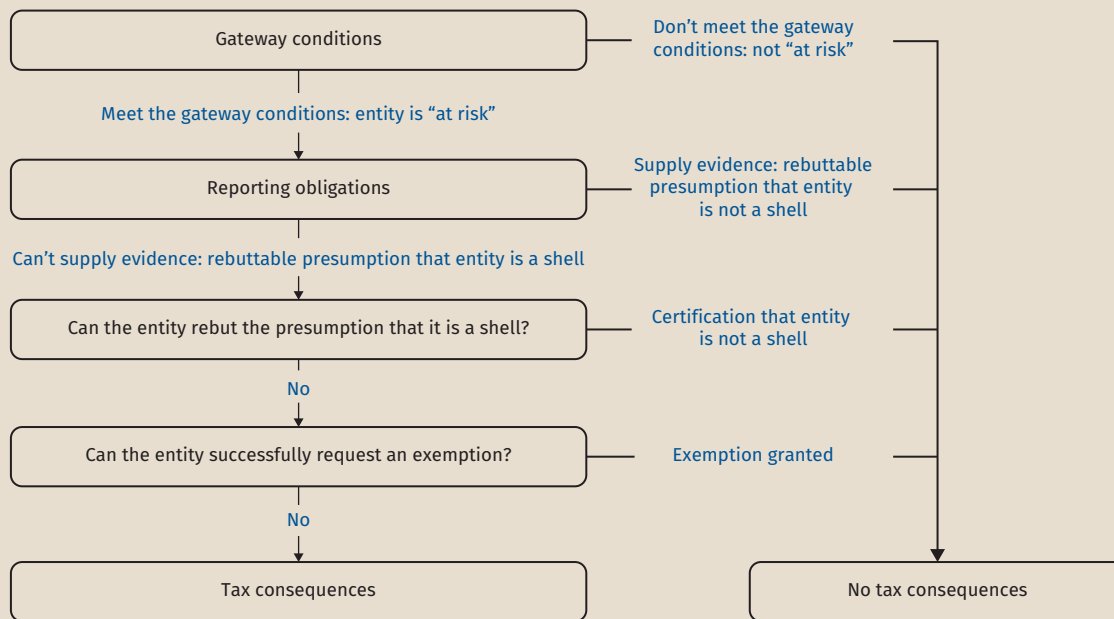 Gateway conditions
Don’t meet the gateway
conditions: not “at risk”
Meet the gateway conditions: entity is “at risk”
Reporting obligations
Supply evidence: rebuttable
presumption that entity
is not a shell
Can’t supply evidence: rebuttable presumption that entity is a shell
Can the entity rebut the presumption that it is a shell?
Certification that entity
is not a shell
No
Can the entity successfully request an exemption?
Exemption granted
No
Tax consequences
No tax consequences